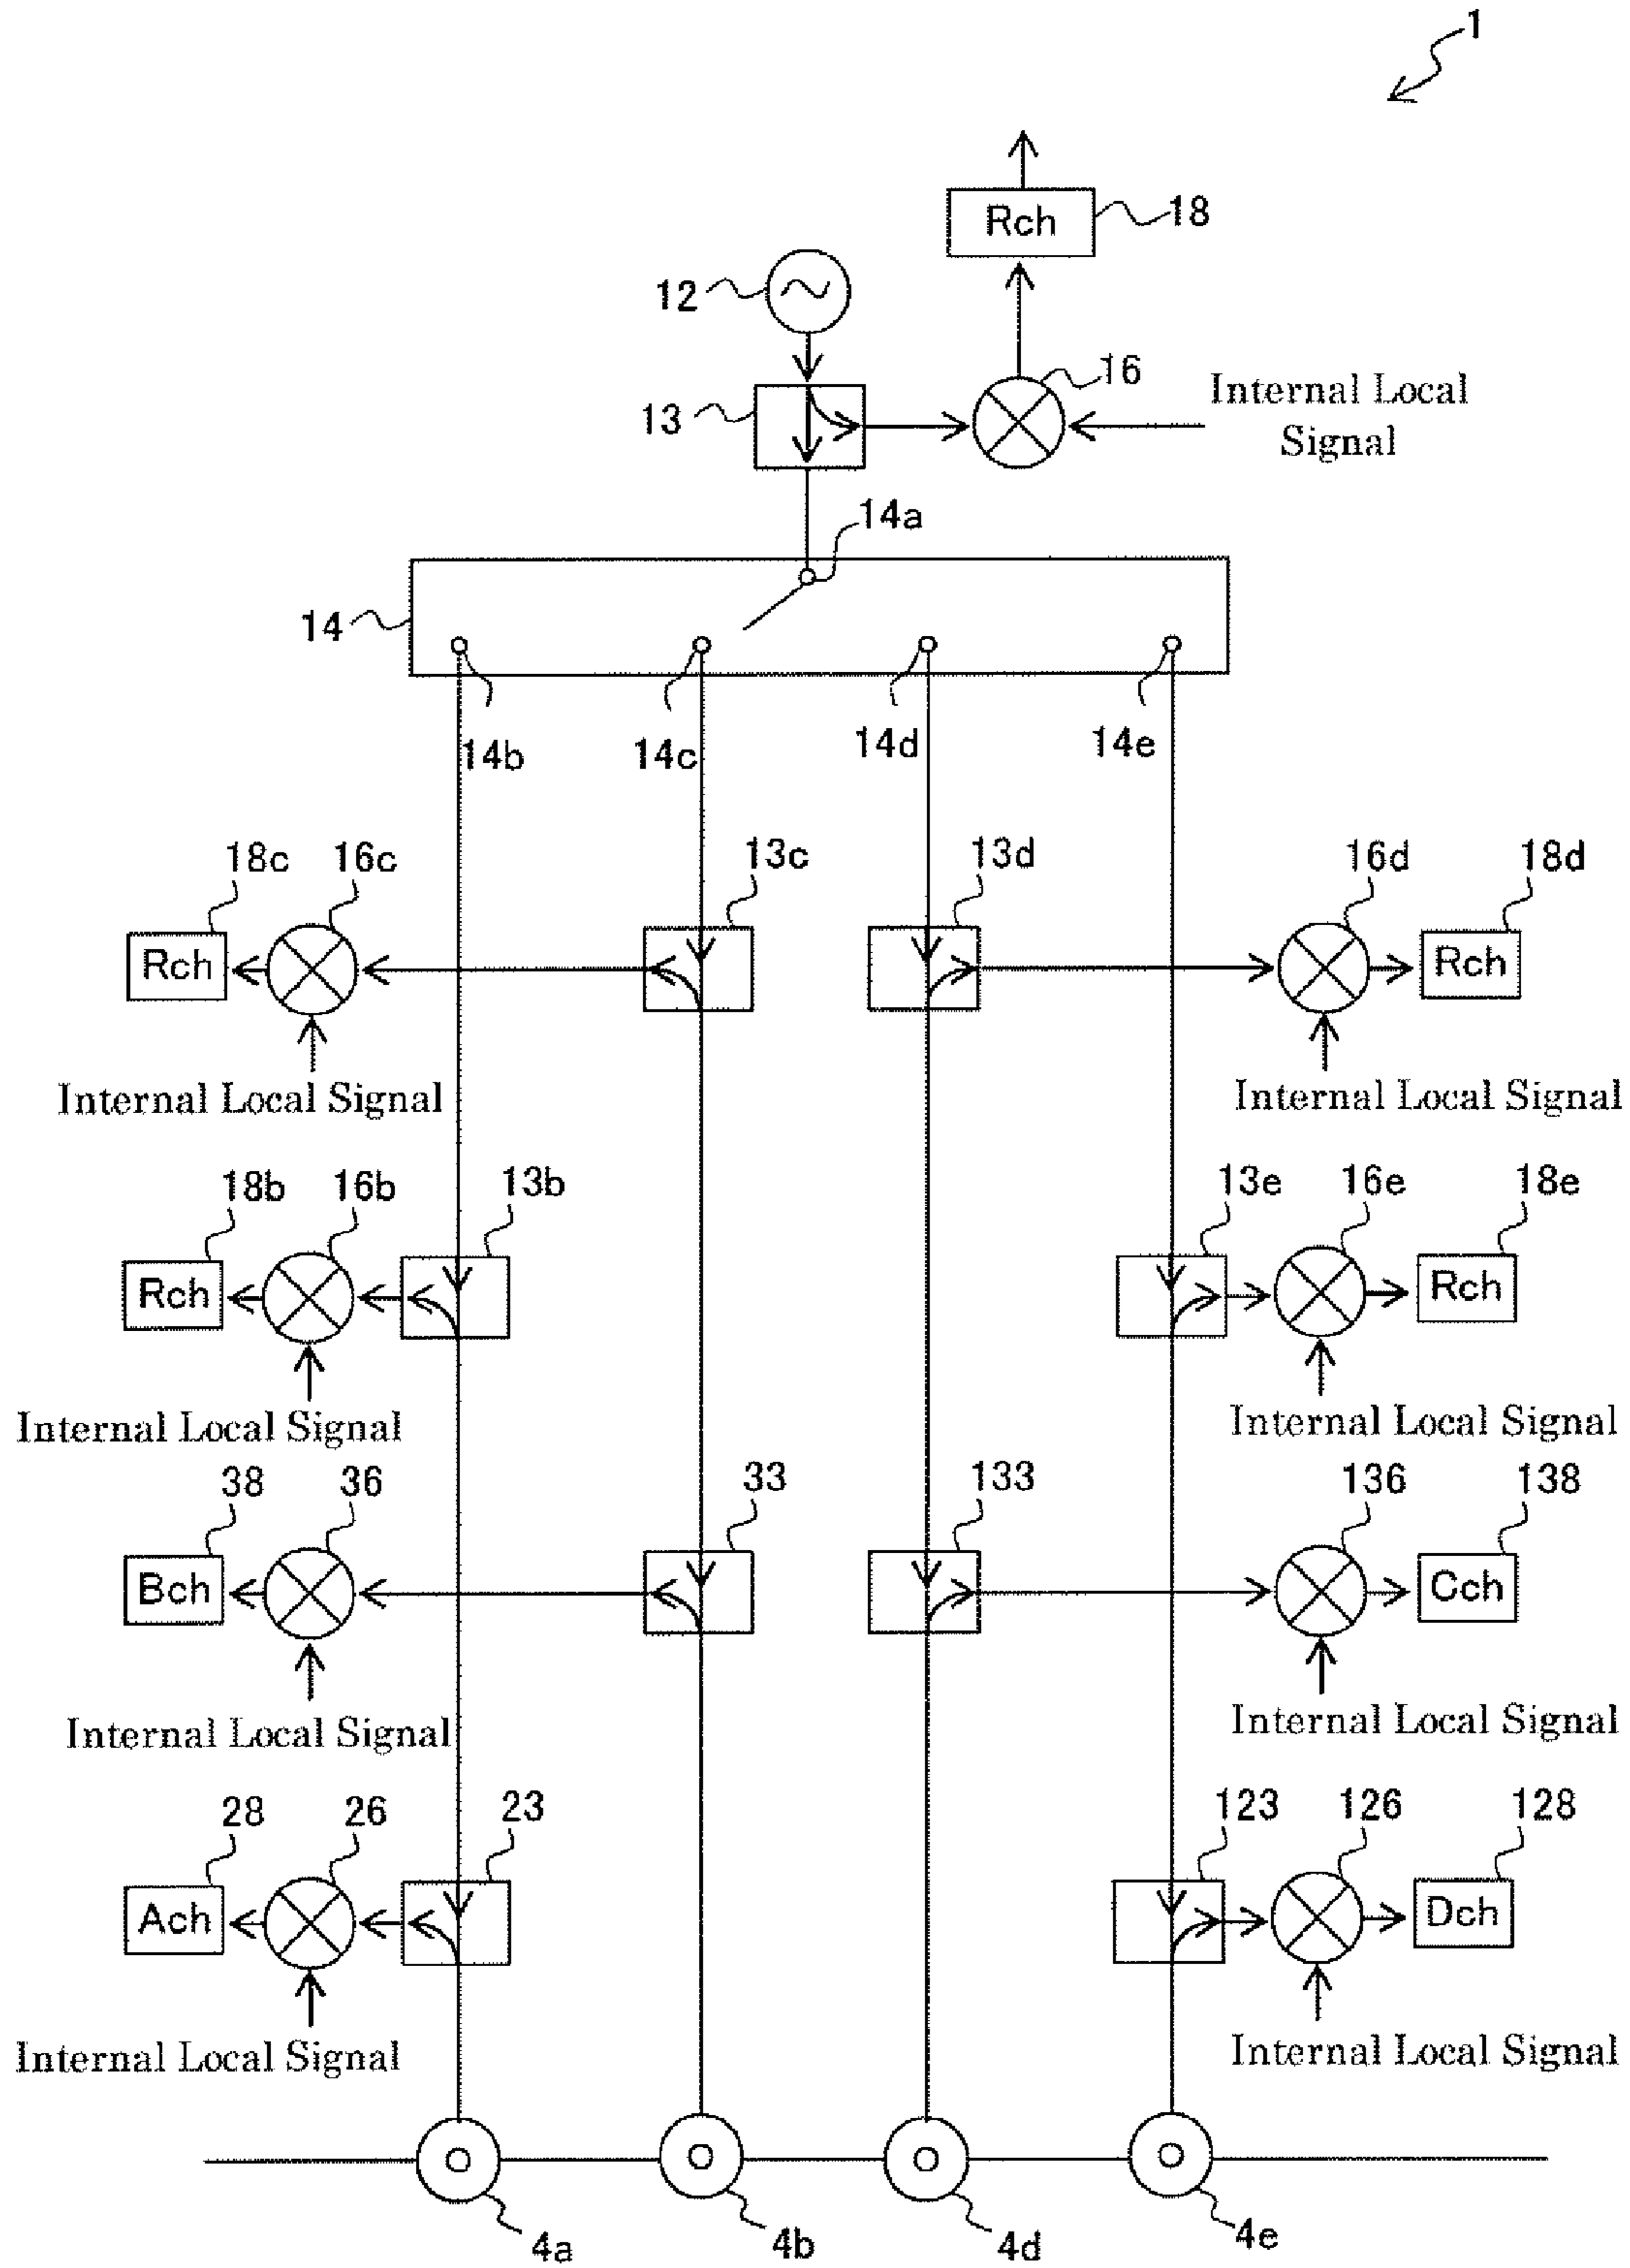 1
Rch
18
12
16
13
Internal Local
Signal
14a
14
14b
14c
14d
14e
18c
16c
13c
13d
16d
18d
Rch
Rch
Internal Local Signal
Internal Local Signal
18b
16b
13b
13e
16e
18e
Rch
Rch
Internal Local Signal
Internal Local Signal
38
36
33
133
136
138
Bch
Cch
Internal Local Signal
Internal Local Signal
28
26
23
123
126
128
Ach
Dch
Internal Local Signal
Internal Local Signal
4a
4b
4d
4e